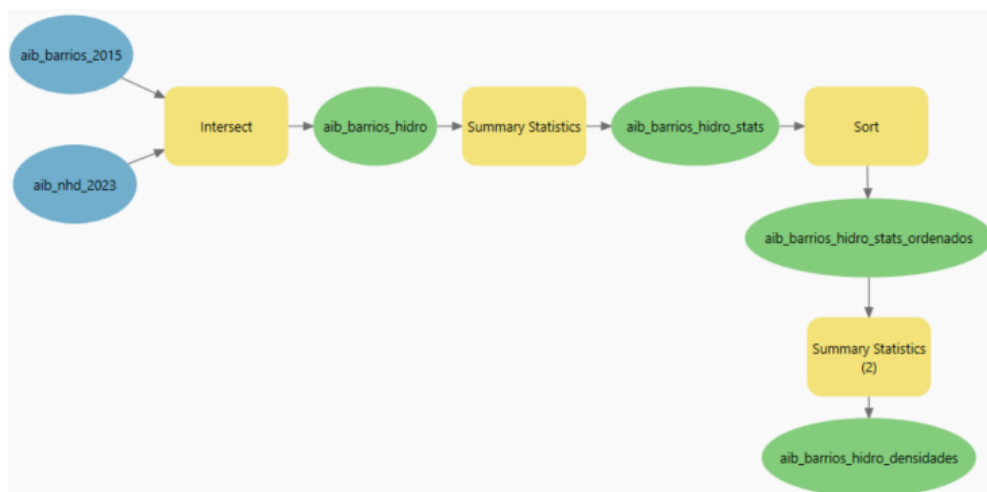 aib_barrios_2015
Intersect
aib_barrios_hidro
Summary Statistics
aib_barrios_hidro_stats
Sort
aib_nhd_2023
aib_barrios_hidro_stats_ordenados
Summary Statistics
(2)
aib_barrios_hidro_densidades